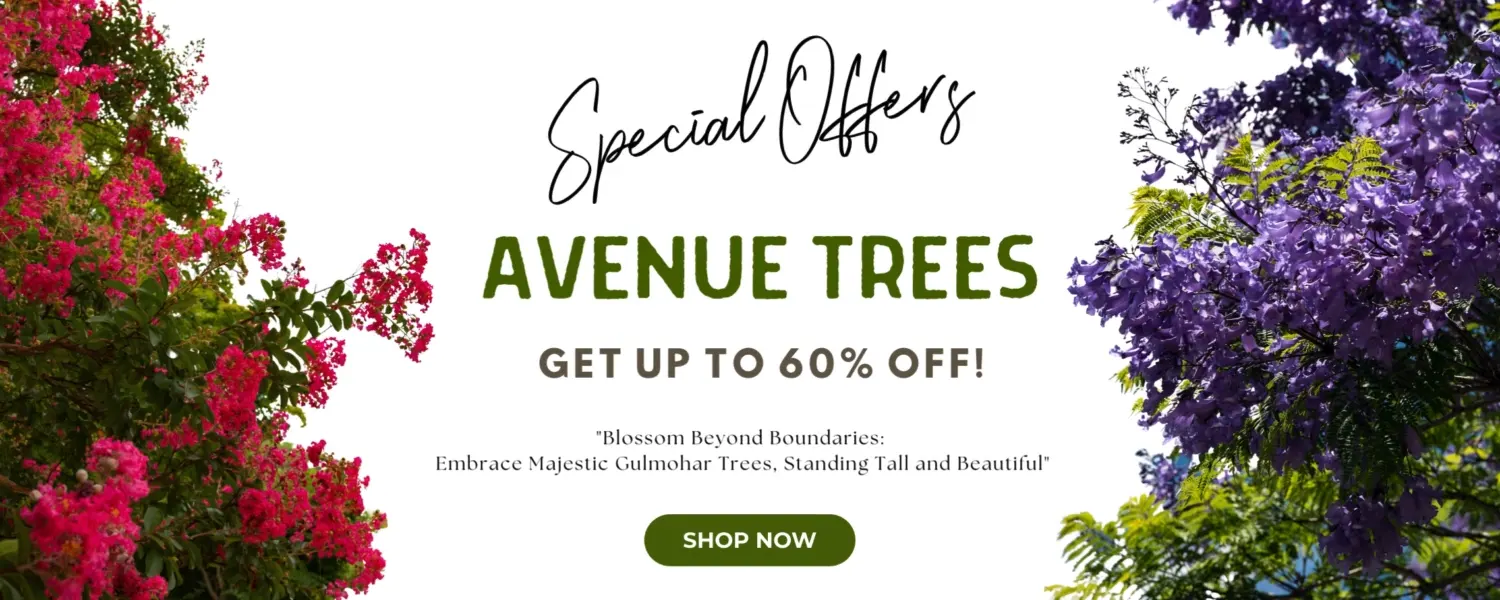 Special Offers
AVENUE TREES
GET UP TO 60% OFF!
"Blossom Beyond Boundaries:
Embrace Majestic Gulmohar Trees, Standing Tall and Beautiful"
SHOP NOW